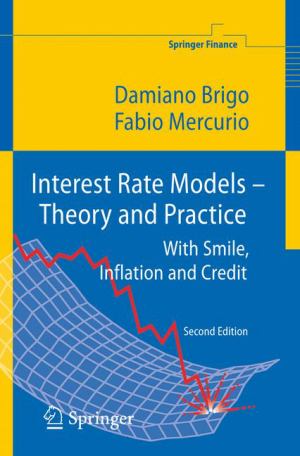 Springer Finance
Damiano Brigo
Fabio Mercurio
Interest Rate Models –
Theory and Practice
With Smile,
Inflation and Credit
Second Edition
Springer